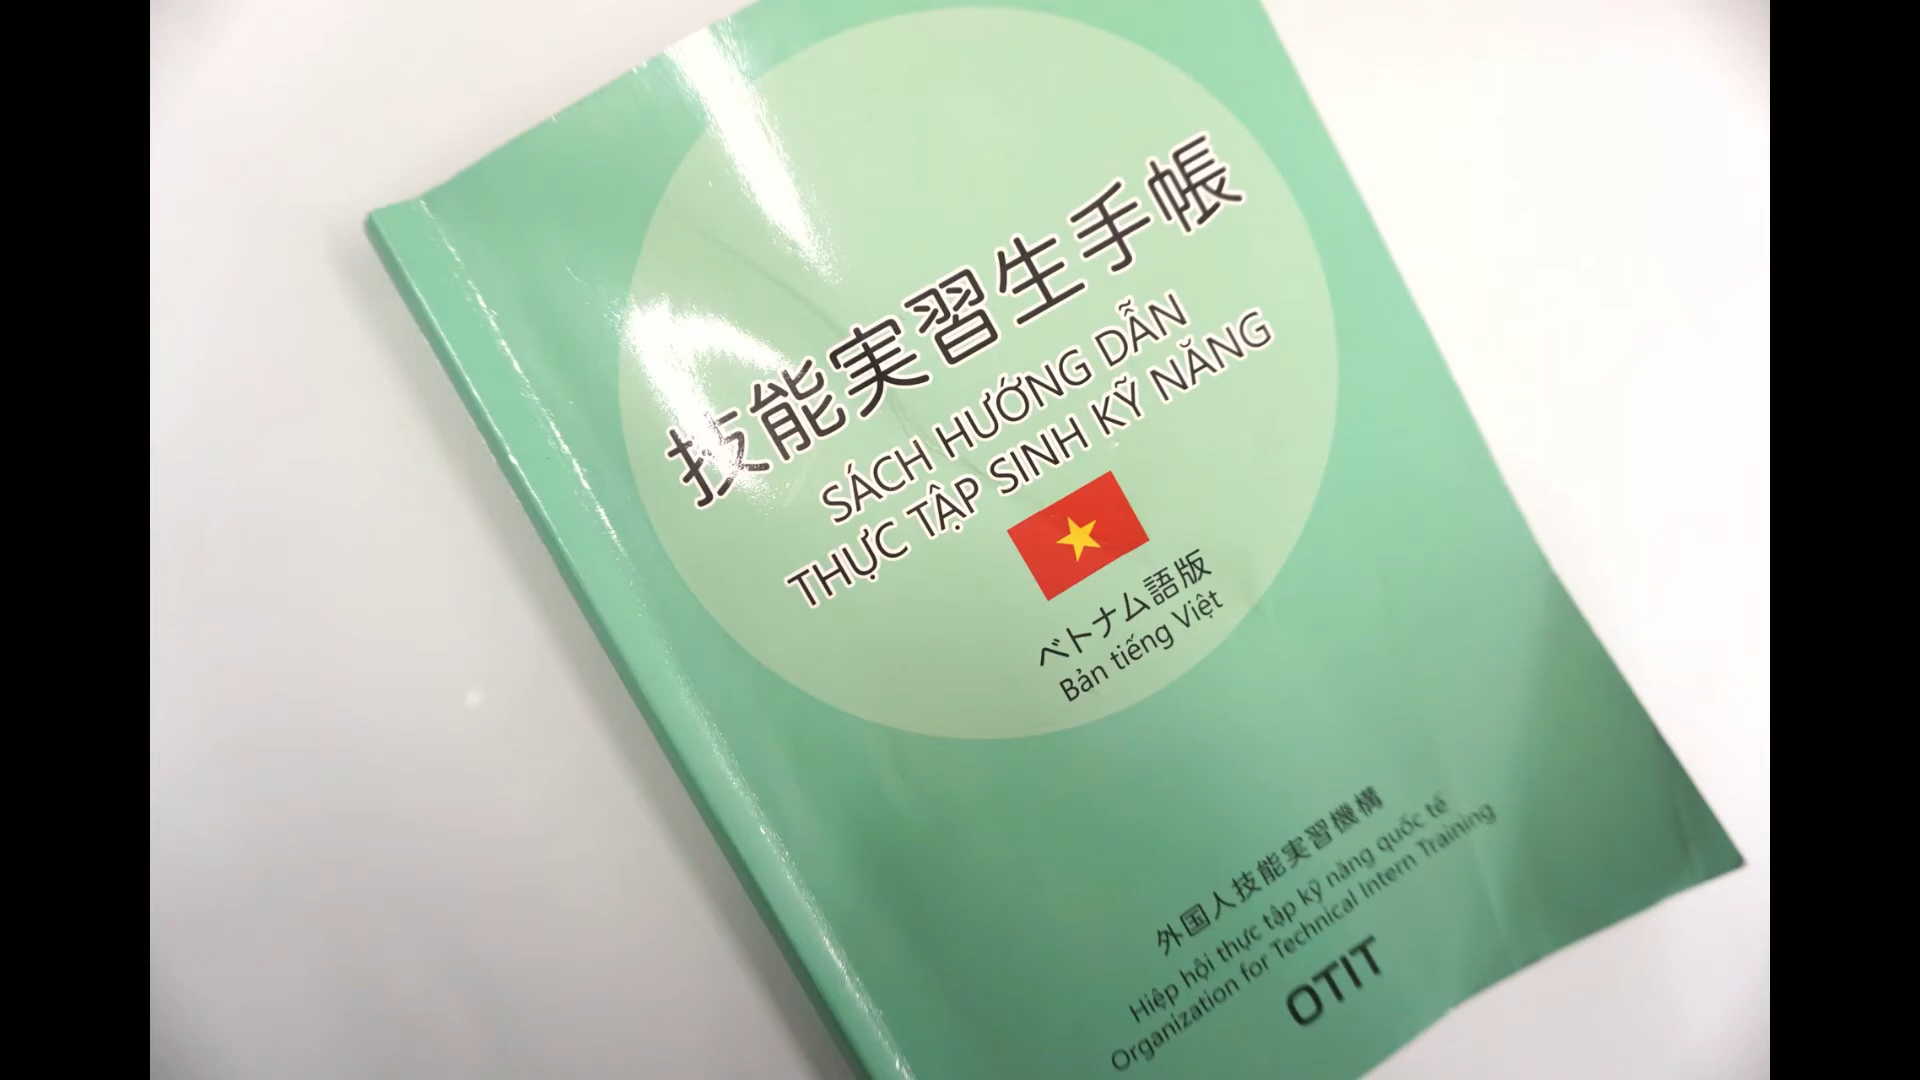 技能実習生手帳
SÁCH HƯỚNG DẪN
THỰC TẬP SINH KỸ NĂNG
ベトナム語版
Bản tiếng Việt
外国人技能実習機構
Hiệp hội thực tập kỹ năng quốc tế
Organization for Technical Intern Training
OTIT